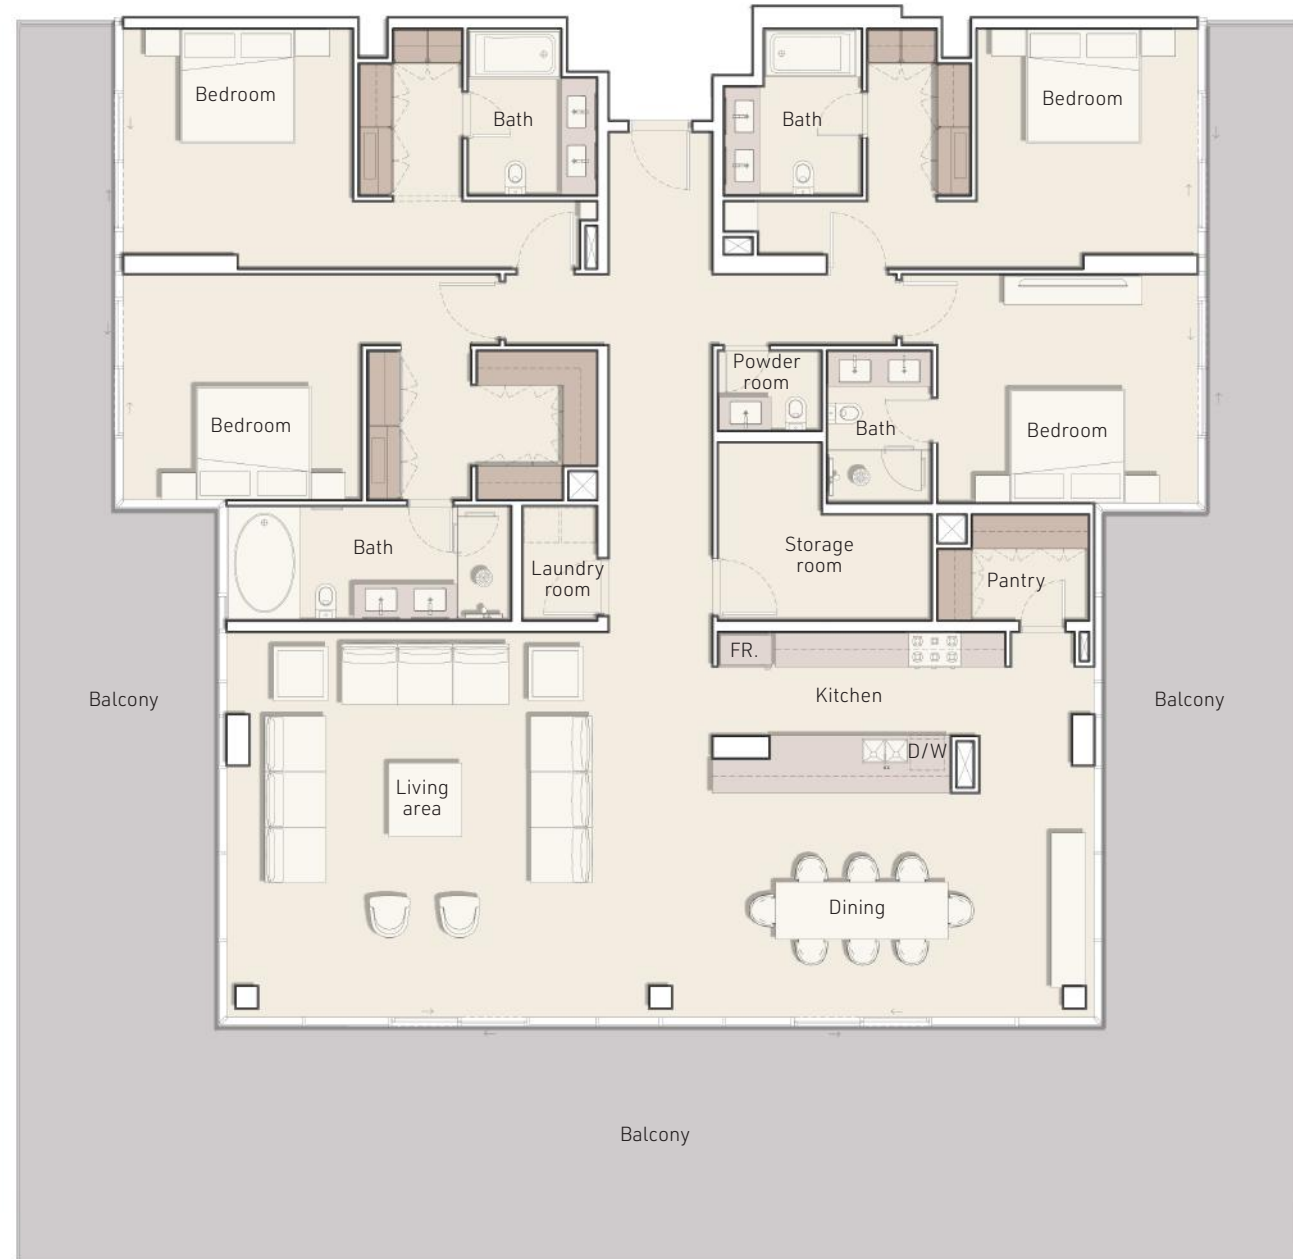 Bedroom
Bath
Bath
Bedroom
Powder
room
Bedroom
Bath
Bedroom
Bath
Laundry
room
Storage
room
Pantry
FR.
Kitchen
Balcony
Balcony
D/W
Living
area
Dining
Balcony